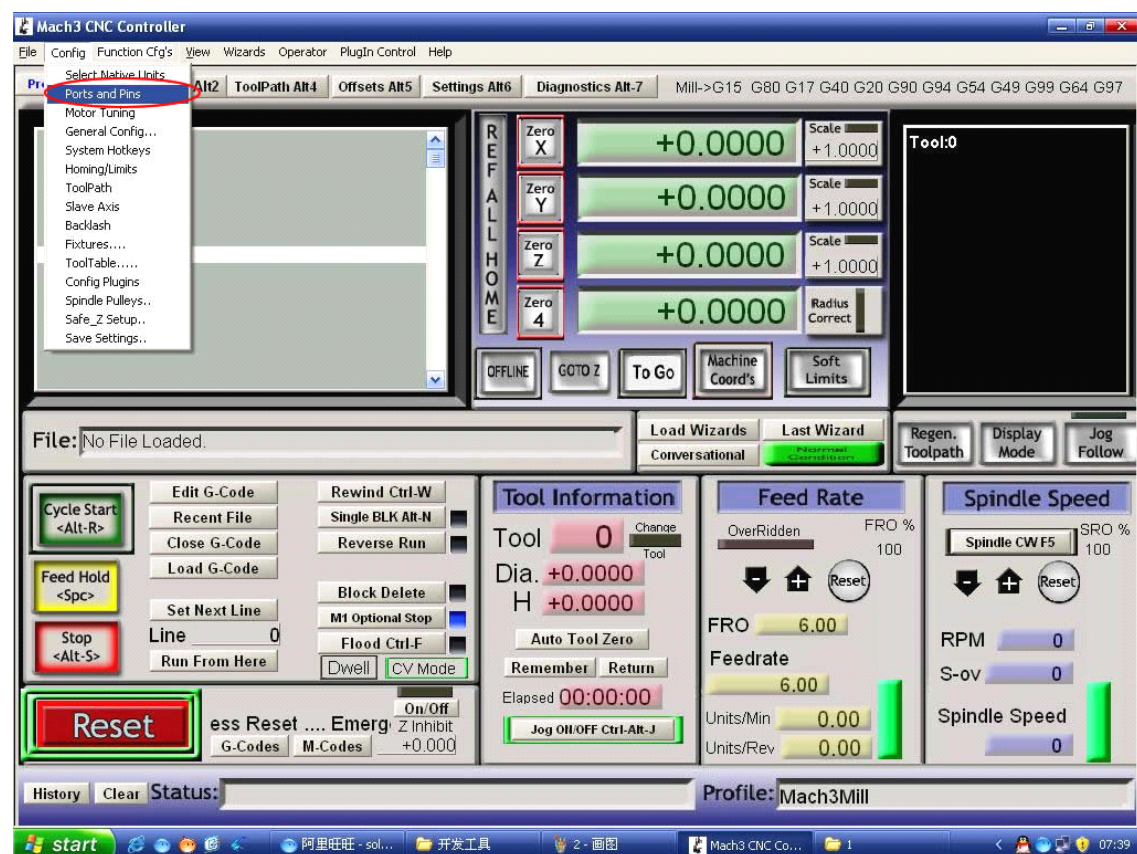 Mach3 CNC Controller
File Config Function Cfg's View Wizards Operator PlugIn Control Help
Select Native Units
Ports and Pins
Motor Tuning
General Config...
System Hotkeys
Homing/Limits
ToolPath
Slave Axis
Backlash
Fixtures....
ToolTable.....
Config Plugins
Spindle Pulleys..
Safe_Z Setup..
Save Settings..
Alt2 ToolPath Alt4 Offsets Alt5 Settings Alt6 Diagnostics Alt-7 Mill->G15 G80 G17 G40 G20 G90 G94 G54 G49 G99 G64 G97
REF ALL HOME
Zero X +0.0000 Scale +1.0000
Zero Y +0.0000 Scale +1.0000
Zero Z +0.0000 Scale +1.0000
Zero 4 +0.0000 Radius Correct
OFFLINE GOTO Z To Go Machine Coord's Soft Limits
Tool:0
File: No File Loaded.
Load Wizards Last Wizard
Conversational Normal Condition
Regen. Toolpath Display Mode Jog Follow
Cycle Start <Alt-R>
Feed Hold <Spc>
Stop <Alt-S>
Edit G-Code
Recent File
Close G-Code
Load G-Code
Set Next Line
Line 0
Run From Here
Rewind Ctrl-W
Single BLK Alt-N
Reverse Run
Block Delete
M1 Optional Stop
Flood Ctrl-F
Dwell CV Mode
Reset
ess Reset .... Emerg
G-Codes M-Codes
On/Off
Z Inhibit
+0.000
Tool Information
Tool 0 Change Tool
Dia. +0.0000
H +0.0000
Auto Tool Zero
Remember Return
Elapsed 00:00:00
Jog ON/OFF Ctrl-Alt-J
Feed Rate
OverRidden FRO % 100
Reset
FRO 6.00
Feedrate
6.00
Units/Min 0.00
Units/Rev 0.00
Spindle Speed
Spindle CW F5 SRO % 100
Reset
RPM 0
S-ov 0
Spindle Speed
0
History Clear Status:
Profile: Mach3Mill
start 阿里旺旺 - sol... 开发工具 2 - 画图 Mach3 CNC Co... 1 07:39